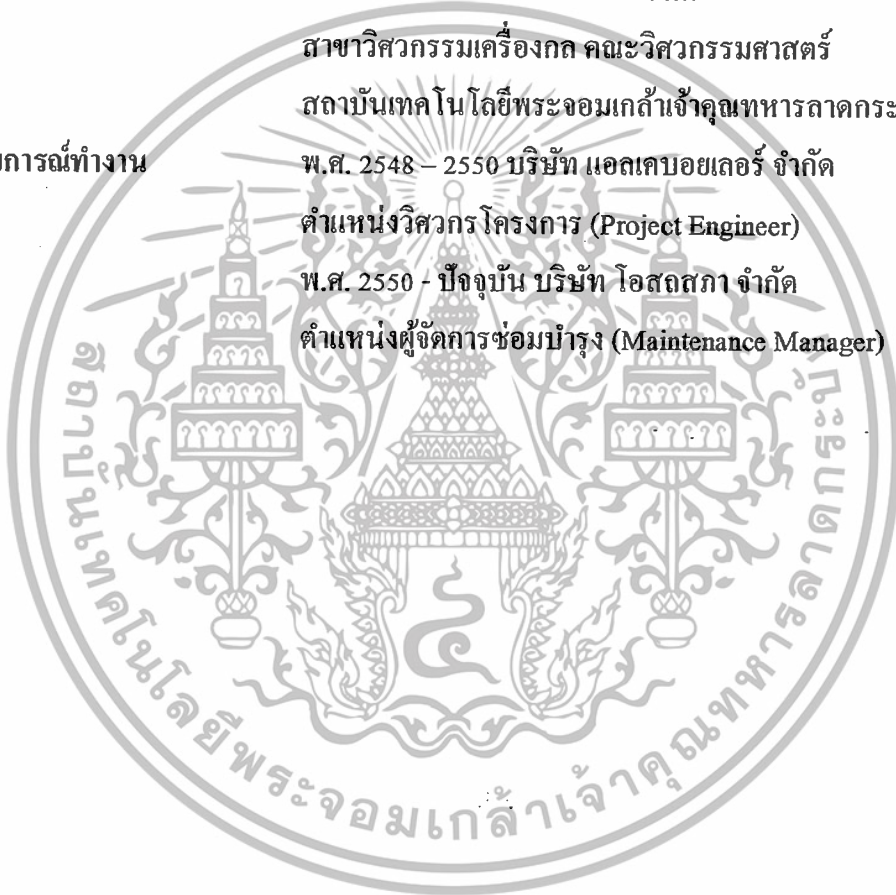 สาขาวิศวกรรมเครื่องกล คณะวิศวกรรมศาสตร์
สถาบันเทคโนโลยีพระจอมเกล้าเจ้าคุณทหารลาดกระ
การณ์ทำงาน พ.ศ. 2548 – 2550 บริษัท แอลเคบอยเลอร์ จำกัด
ตำแหน่งวิศวกรโครงการ (Project Engineer)
พ.ศ. 2550 - ปัจจุบัน บริษัท โอสถสภา จำกัด
ตำแหน่งผู้จัดการซ่อมบำรุง (Maintenance Manager)
สถาบันเทคโนโลยีพระจอมเกล้าเจ้าคุณทหารลาดกระบัง